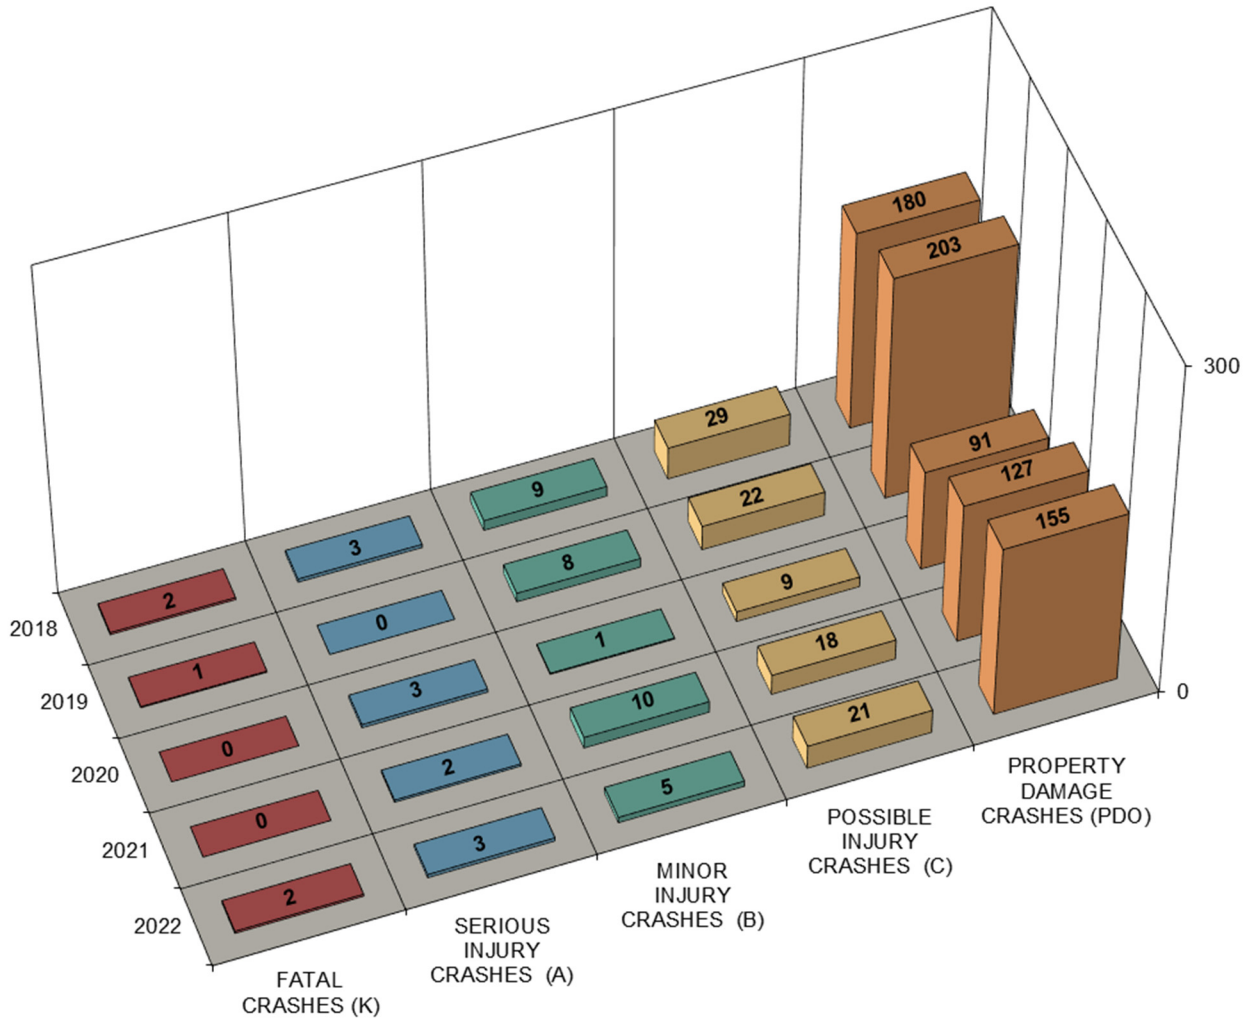 180
203
91
127
155
300
0
29
22
9
18
21
9
8
1
10
5
3
0
3
2
3
2
1
0
0
2
2018
2019
2020
2021
2022
FATAL
CRASHES (K)
SERIOUS
INJURY
CRASHES (A)
MINOR
INJURY
CRASHES (B)
POSSIBLE
INJURY
CRASHES (C)
PROPERTY
DAMAGE
CRASHES (PDO)